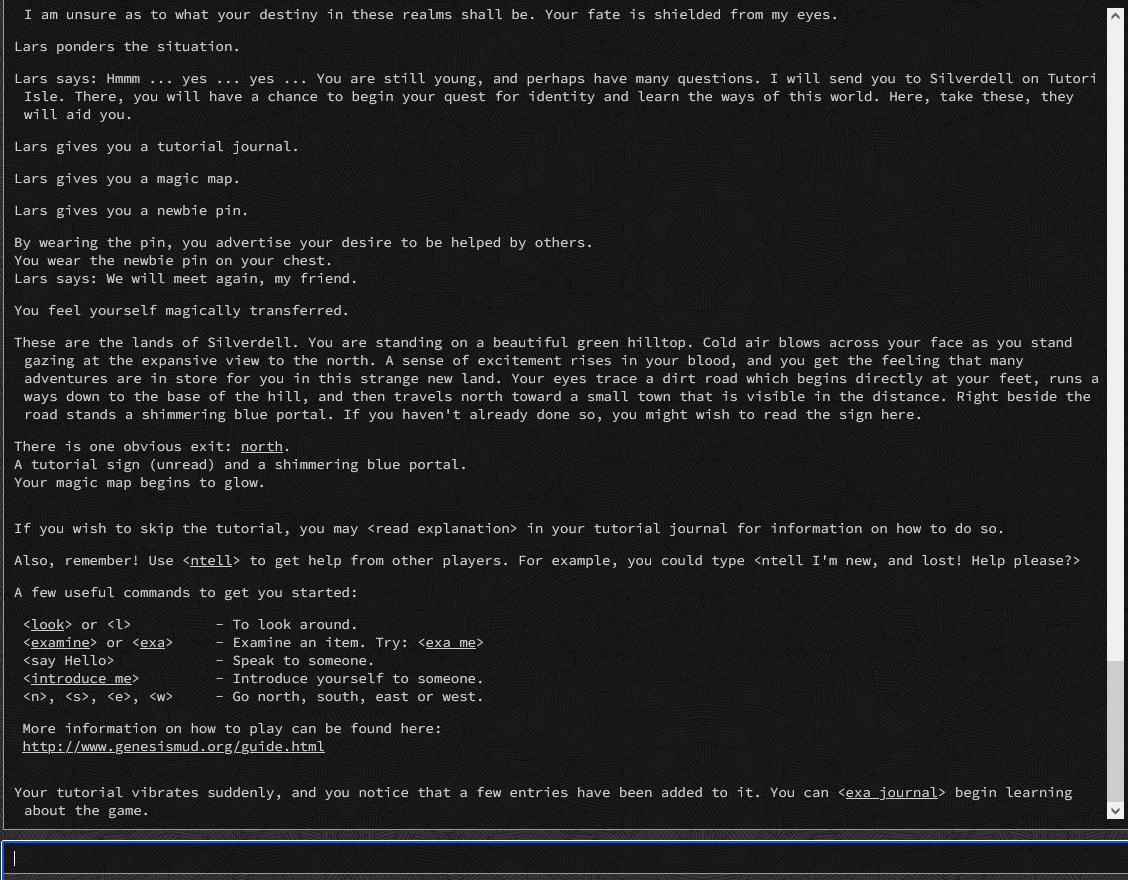 I am unsure as to what your destiny in these realms shall be. Your fate is shielded from my eyes.
Lars ponders the situation.
Lars says: Hmmm ... yes ... yes ... You are still young, and perhaps have many questions. I will send you to Silverdell on Tutori
Isle. There, you will have a chance to begin your quest for identity and learn the ways of this world. Here, take these, they
will aid you.
Lars gives you a tutorial journal.
Lars gives you a magic map.
Lars gives you a newbie pin.
By wearing the pin, you advertise your desire to be helped by others.
You wear the newbie pin on your chest.
Lars says: We will meet again, my friend.
You feel yourself magically transferred.
These are the lands of Silverdell. You are standing on a beautiful green hilltop. Cold air blows across your face as you stand
gazing at the expansive view to the north. A sense of excitement rises in your blood, and you get the feeling that many
adventures are in store for you in this strange new land. Your eyes trace a dirt road which begins directly at your feet, runs a
ways down to the base of the hill, and then travels north toward a small town that is visible in the distance. Right beside the
road stands a shimmering blue portal. If you haven't already done so, you might wish to read the sign here.
There is one obvious exit: north.
A tutorial sign (unread) and a shimmering blue portal.
Your magic map begins to glow.
If you wish to skip the tutorial, you may <read explanation> in your tutorial journal for information on how to do so.
Also, remember! Use <ntell> to get help from other players. For example, you could type <ntell I'm new, and lost! Help please?>
A few useful commands to get you started:
<look> or <l> - To look around.
<examine> or <exa> - Examine an item. Try: <exa me>
<say Hello> - Speak to someone.
<introduce me> - Introduce yourself to someone.
<n>, <s>, <e>, <w> - Go north, south, east or west.
More information on how to play can be found here:
http://www.genesismud.org/guide.html
Your tutorial vibrates suddenly, and you notice that a few entries have been added to it. You can <exa journal> begin learning
about the game.